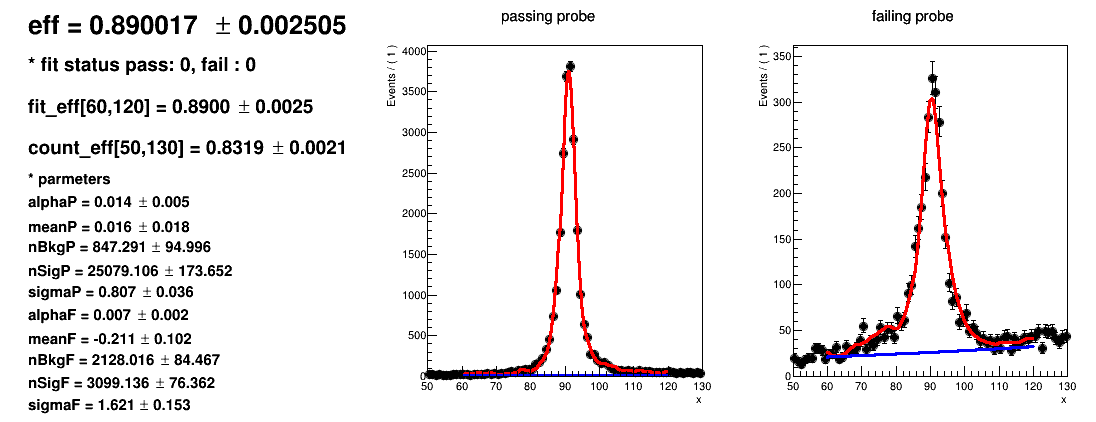 eff = 0.890017 ± 0.002505
* fit status pass: 0, fail : 0
fit_eff[60,120] = 0.8900 ± 0.0025
count_eff[50,130] = 0.8319 ± 0.0021
* parmeters
alphaP = 0.014 ± 0.005
meanP = 0.016 ± 0.018
nBkgP = 847.291 ± 94.996
nSigP = 25079.106 ± 173.652
sigmaP = 0.807 ± 0.036
alphaF = 0.007 ± 0.002
meanF = -0.211 ± 0.102
nBkgF = 2128.016 ± 84.467
nSigF = 3099.136 ± 76.362
sigmaF = 1.621 ± 0.153
passing probe
Events / ( 1 )
4000
3500
3000
2500
2000
1500
1000
500
0
50 60 70 80 90 100 110 120 130
x
failing probe
Events / ( 1 )
350
300
250
200
150
100
50
0
50 60 70 80 90 100 110 120 130
x